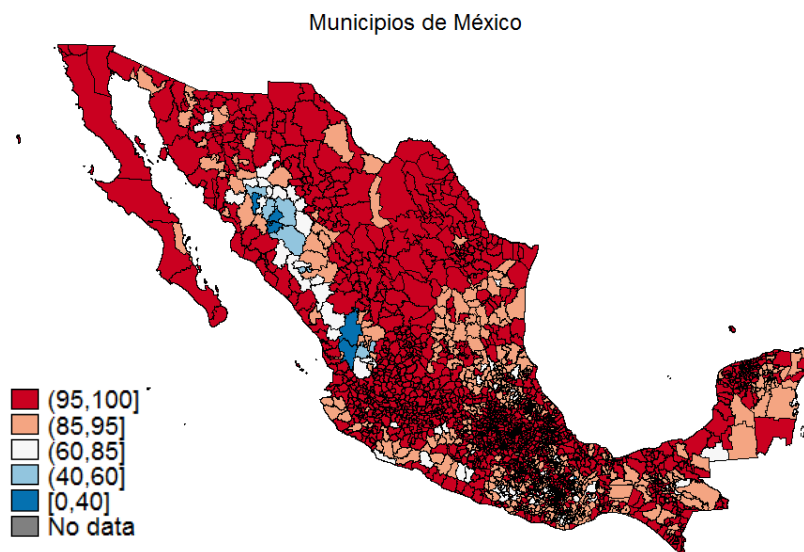 Municipios de México
(95,100]
(85,95]
(60,85]
(40,60]
[0,40]
No data